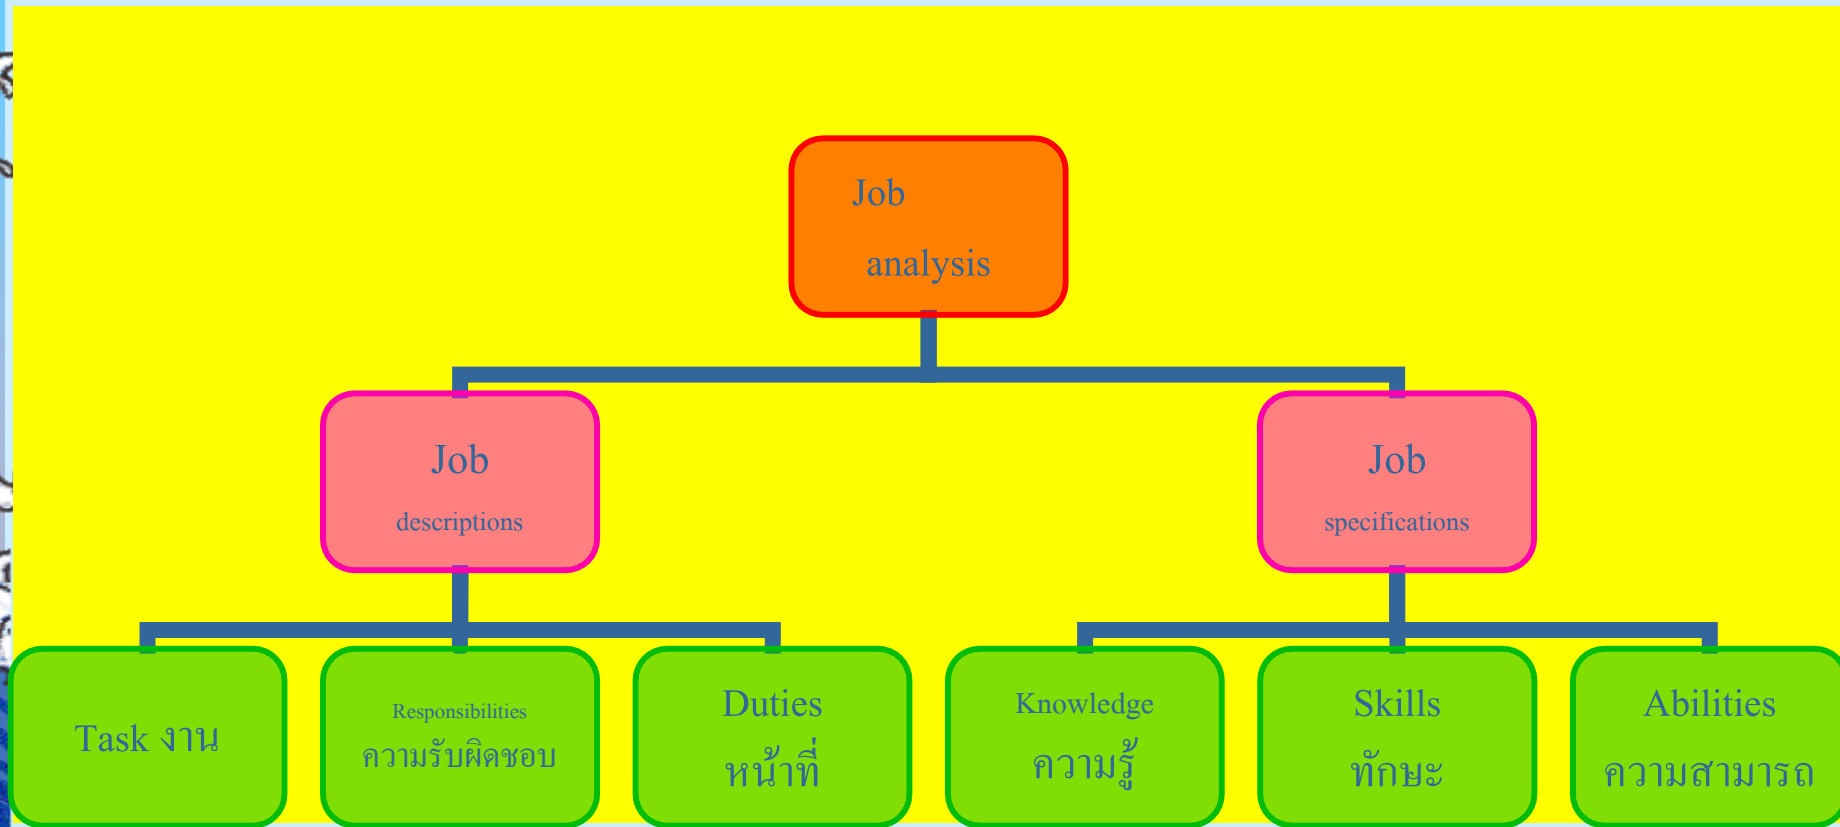 Job
analysis
Job
descriptions
Job
specifications
Task งาน
Responsibilities
ความรับผิดชอบ
Duties
หน้าที่
Knowledge
ความรู้
Skills
ทักษะ
Abilities
ความสามารถ